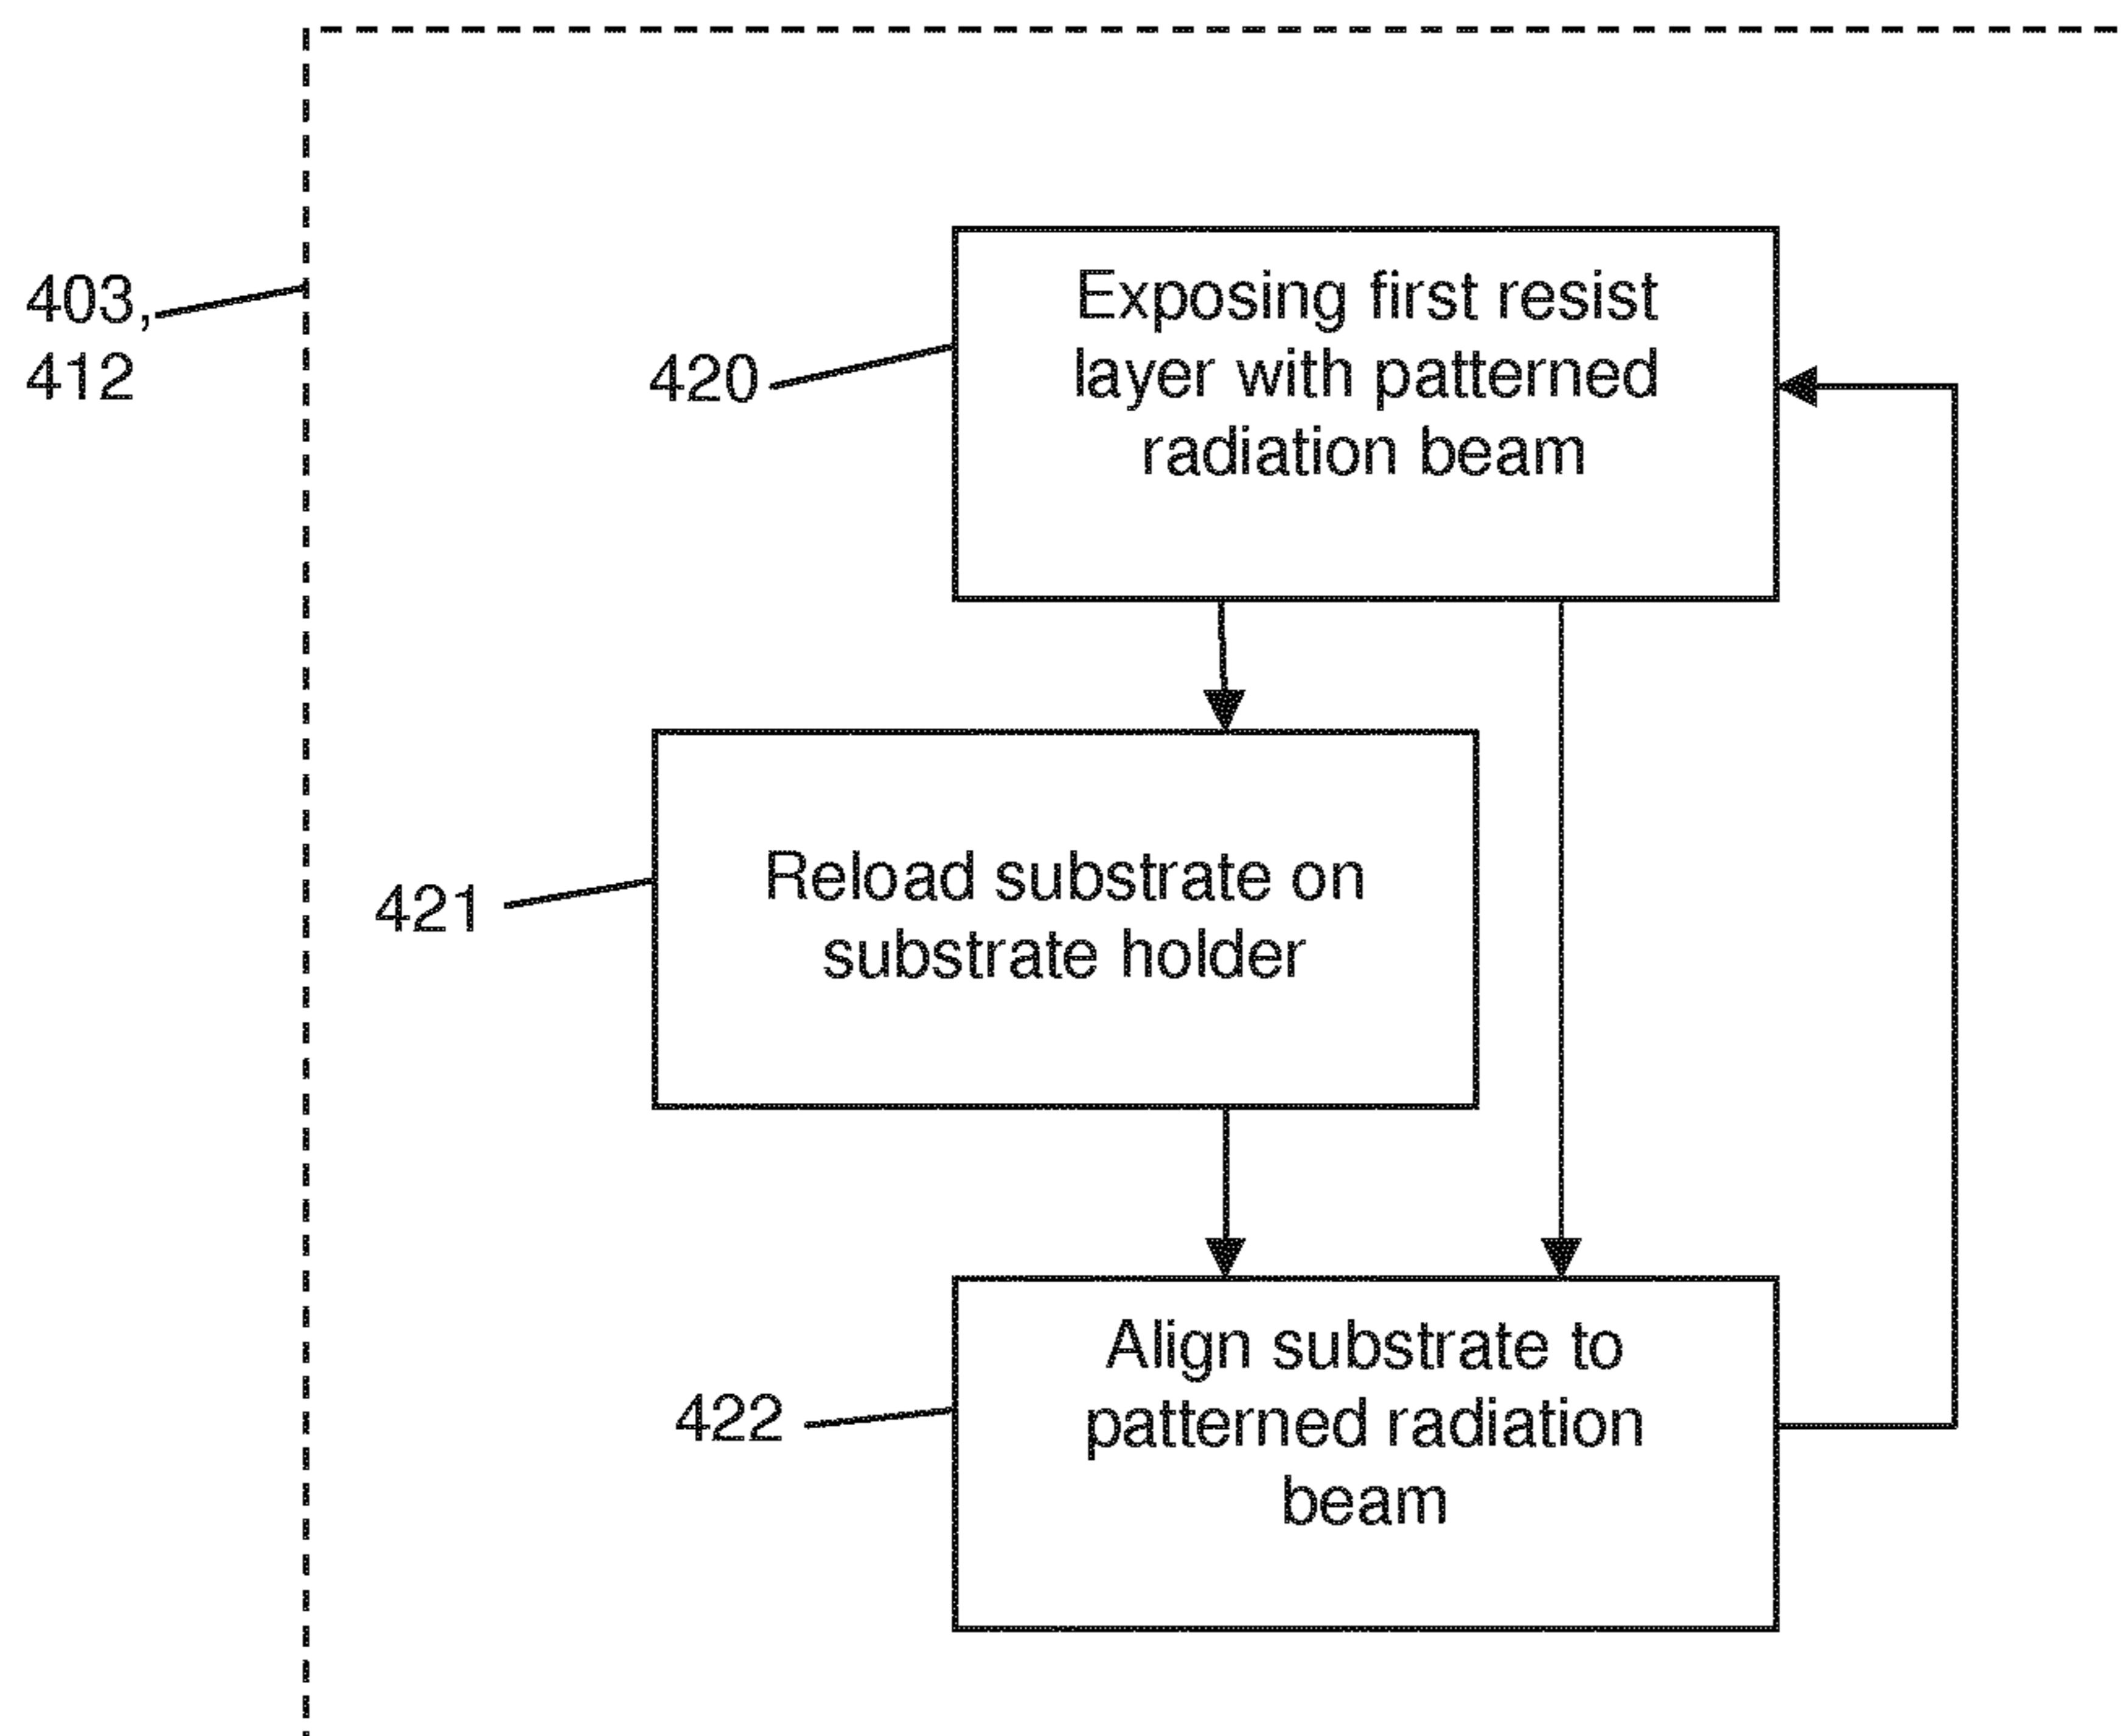 403,
412
420
Exposing first resist
layer with patterned
radiation beam
421
Reload substrate on
substrate holder
422
Align substrate to
patterned radiation
beam